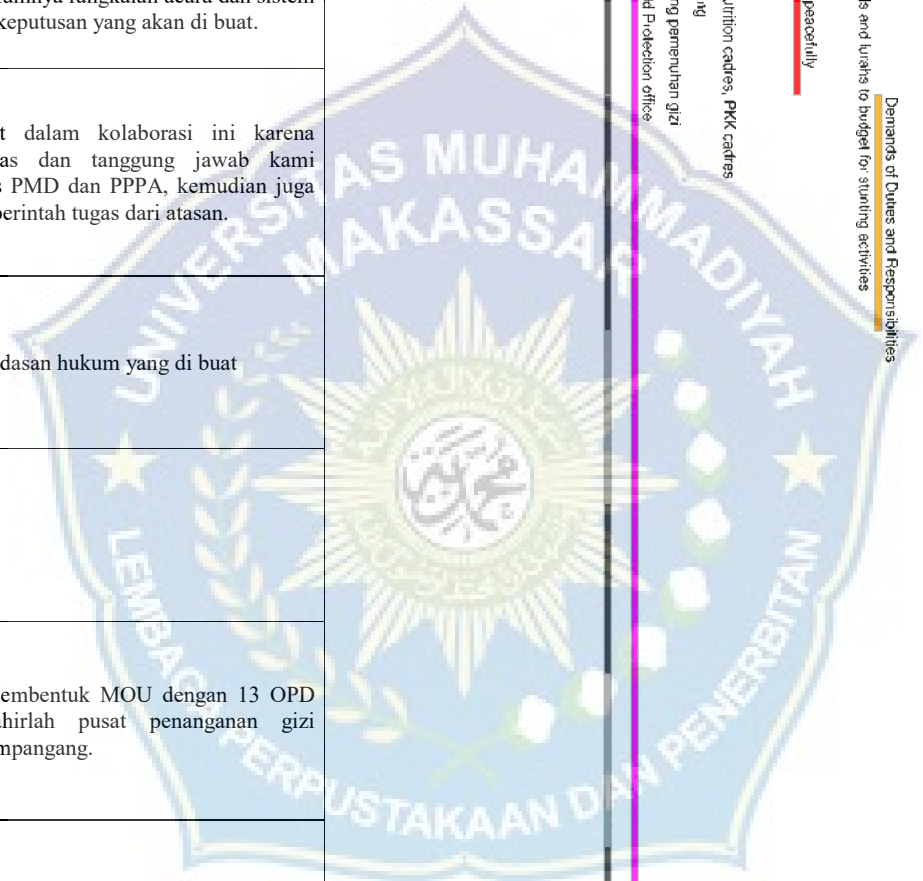 keputusan yang akan di buat.
dalam kolaborasi ini karena
dan tanggung jawab kami
PMD dan PPPA, kemudian juga
perintah tugas dari atasan.
dasan hukum yang di buat
embentuk MOU dengan 13 OPD
ahirlah pusat penanganan gizi
mpangang.
Demands of Duties and Responsibilities
ls and lurahs to budget for stunting activities
peacefully
utrition cadres, PKK cadres
ng
ng pemenuhan gizi
ld Protection office
UNIVERSITAS MUHAMMADIYAH
MAKASSAR
LEMBAGA PERPUSTAKAAN DAN PENERBITAN